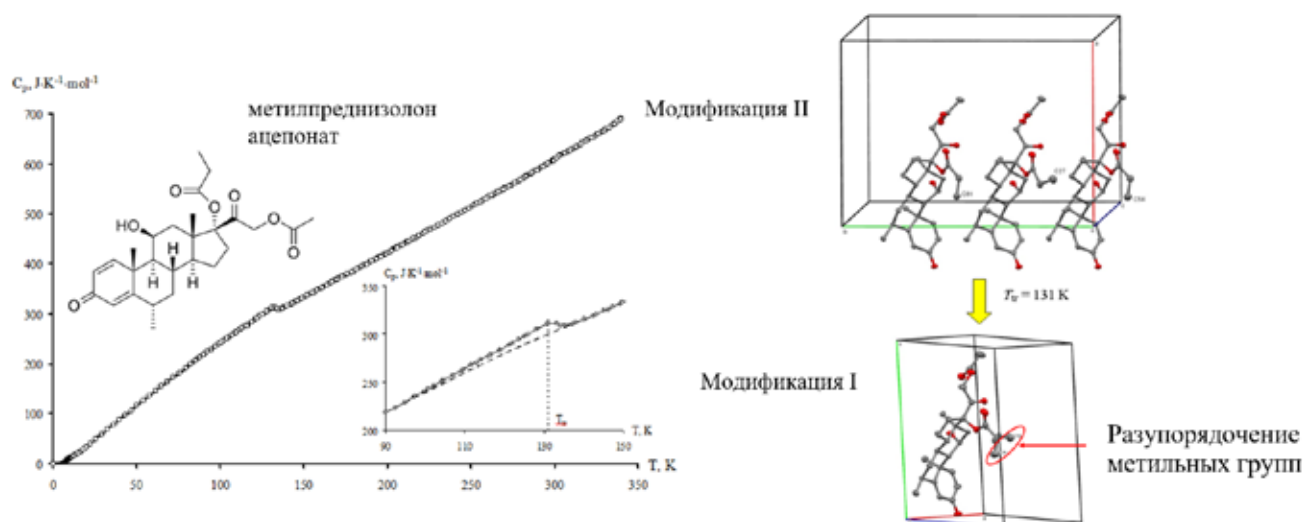 Cₚ, J·K⁻¹·mol⁻¹
700
600
500
400
300
200
100
0
0
50
100
150
200
250
300
350
T, K
метилпреднизолон
ацепонат
HO
O
O
O
O
O
O
H
H
H
Cₚ, J·K⁻¹·mol⁻¹
350
300
250
200
90
110
130
150
T, K
Модификация II
Tₜᵣ = 131 K
Модификация I
Разупорядочение
метильных групп